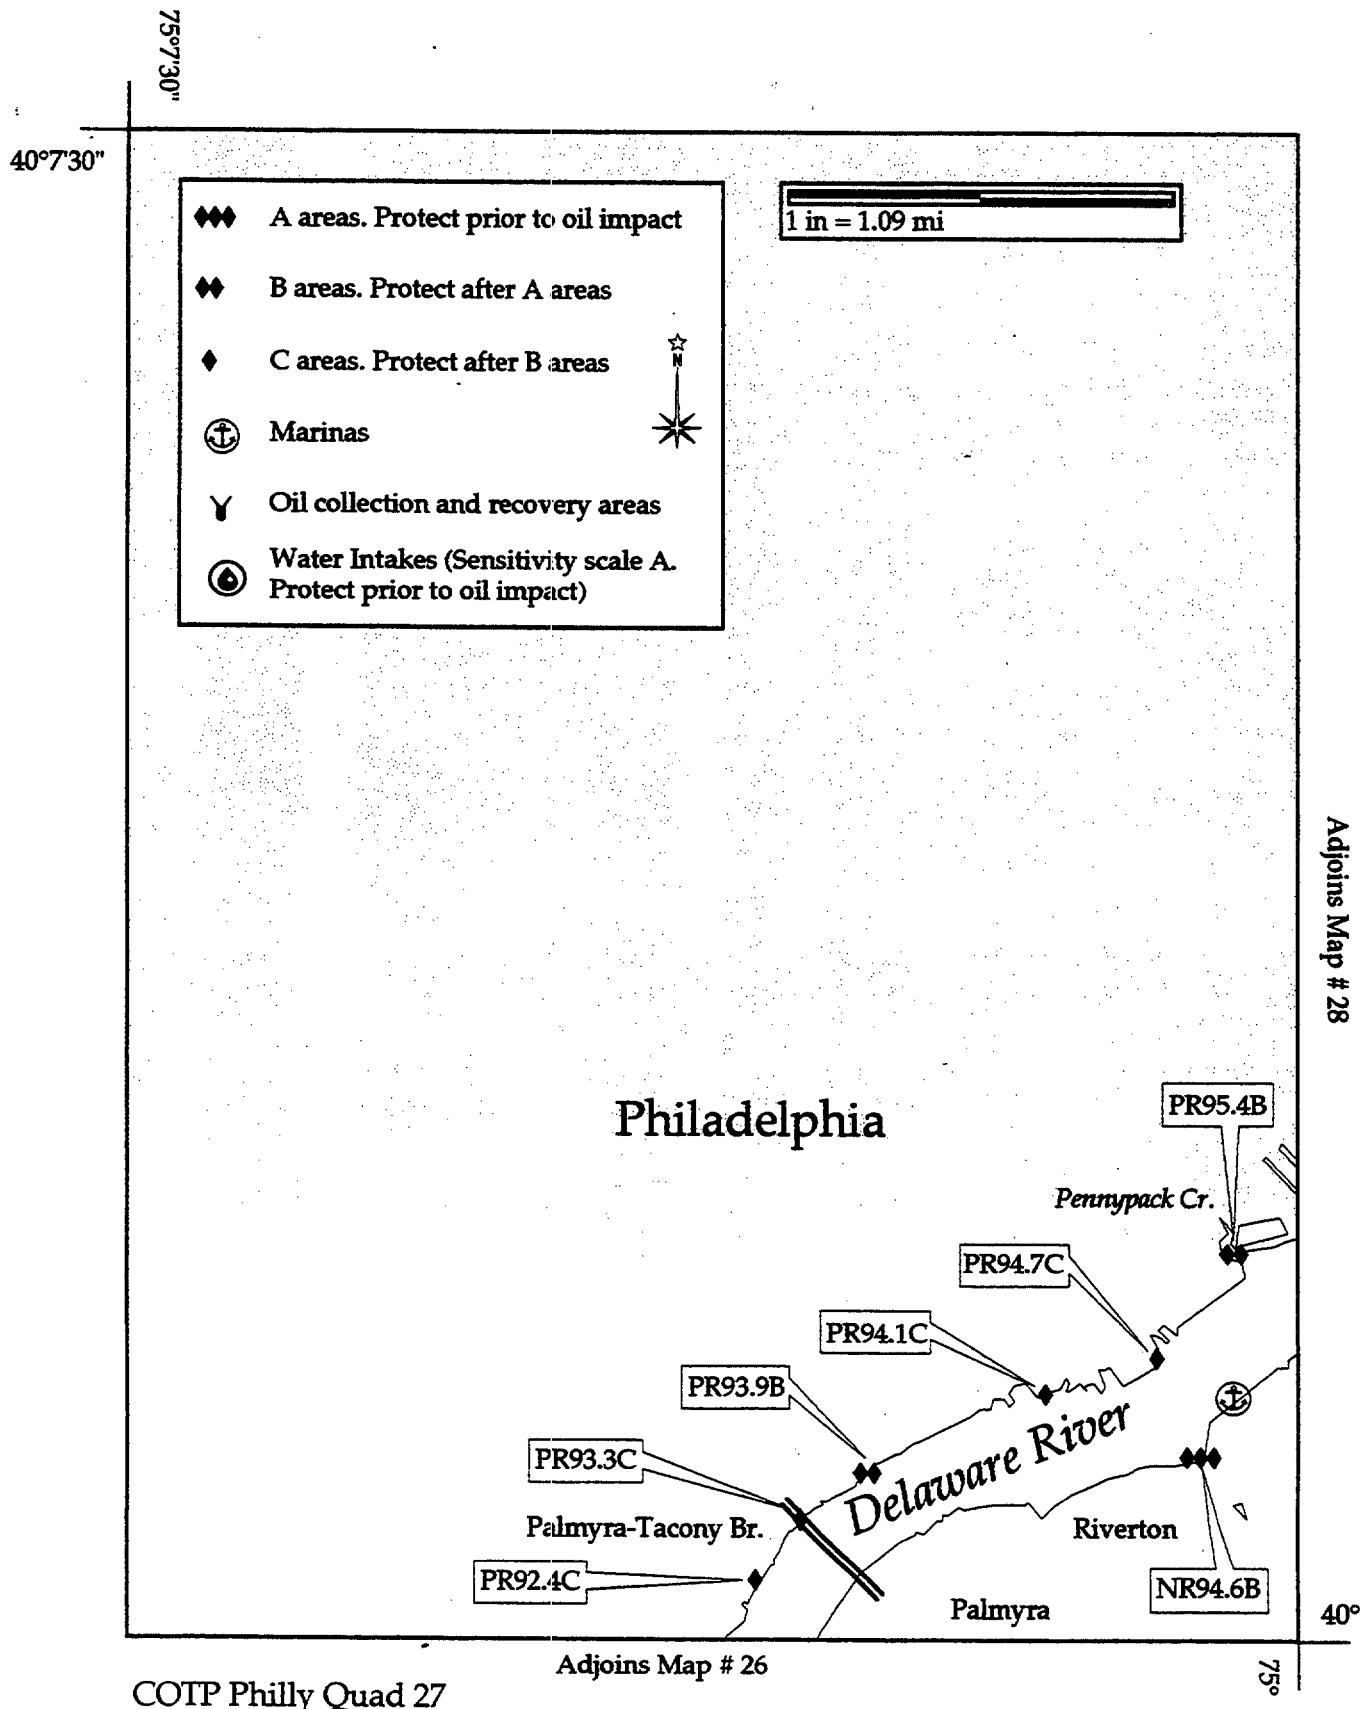 75°7'30"
40°7'30"
A areas. Protect prior to oil impact
B areas. Protect after A areas
C areas. Protect after B areas
N
Marinas
Oil collection and recovery areas
Water Intakes (Sensitivity scale A.
Protect prior to oil impact)
1 in = 1.09 mi
Adjoins Map # 28
Philadelphia
PR95.4B
Pennypack Cr.
PR94.7C
PR94.1C
PR93.9B
Delaware River
PR93.3C
Palmyra-Tacony Br.
Riverton
PR92.4C
NR94.6B
Palmyra
40°
Adjoins Map # 26
75°
COTP Philly Quad 27